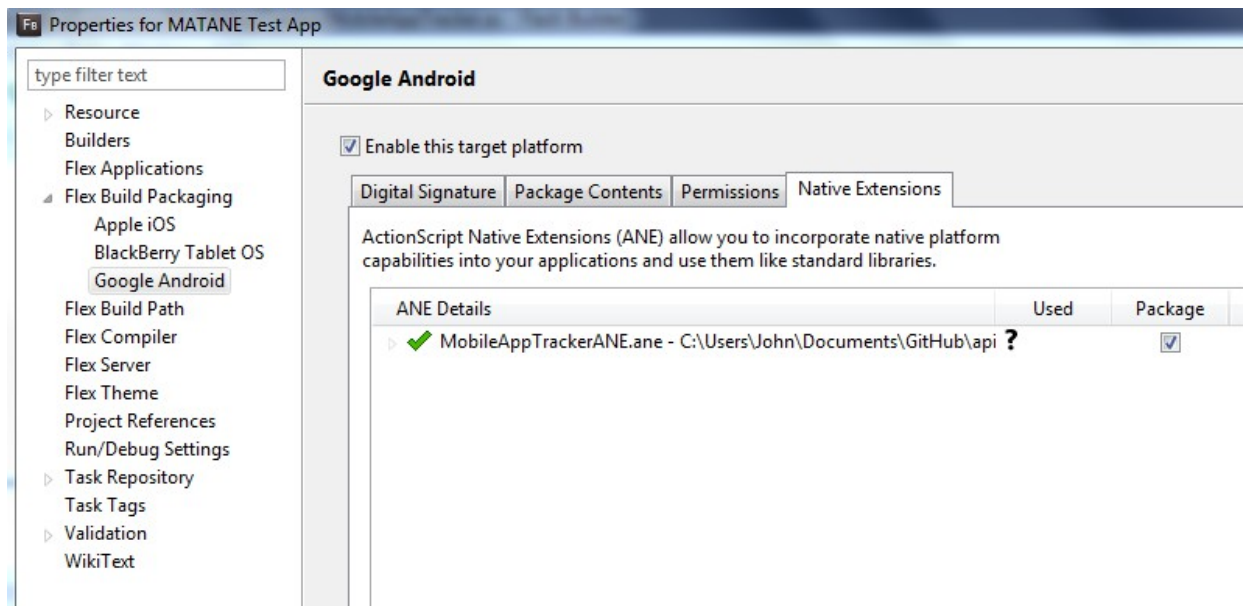 FB Properties for MATANE Test App
type filter text
Resource
Builders
Flex Applications
Flex Build Packaging
Apple iOS
BlackBerry Tablet OS
Google Android
Flex Build Path
Flex Compiler
Flex Server
Flex Theme
Project References
Run/Debug Settings
Task Repository
Task Tags
Validation
WikiText
Google Android
Enable this target platform
Digital Signature Package Contents Permissions Native Extensions
ActionScript Native Extensions (ANE) allow you to incorporate native platform
capabilities into your applications and use them like standard libraries.
ANE Details Used Package
MobileAppTrackerANE.ane - C:\Users\John\Documents\GitHub\api ?